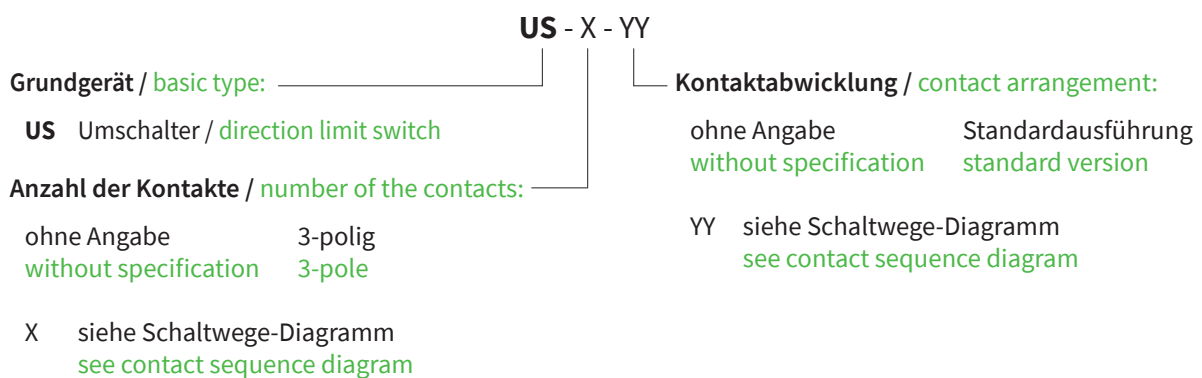 US - X - YY
Grundgerät / basic type:
US Umschalter / direction limit switch
Anzahl der Kontakte / number of the contacts:
ohne Angabe 3-polig
without specification 3-pole
X siehe Schaltwege-Diagramm
see contact sequence diagram
Kontaktabwicklung / contact arrangement:
ohne Angabe Standardausführung
without specification standard version
YY siehe Schaltwege-Diagramm
see contact sequence diagram